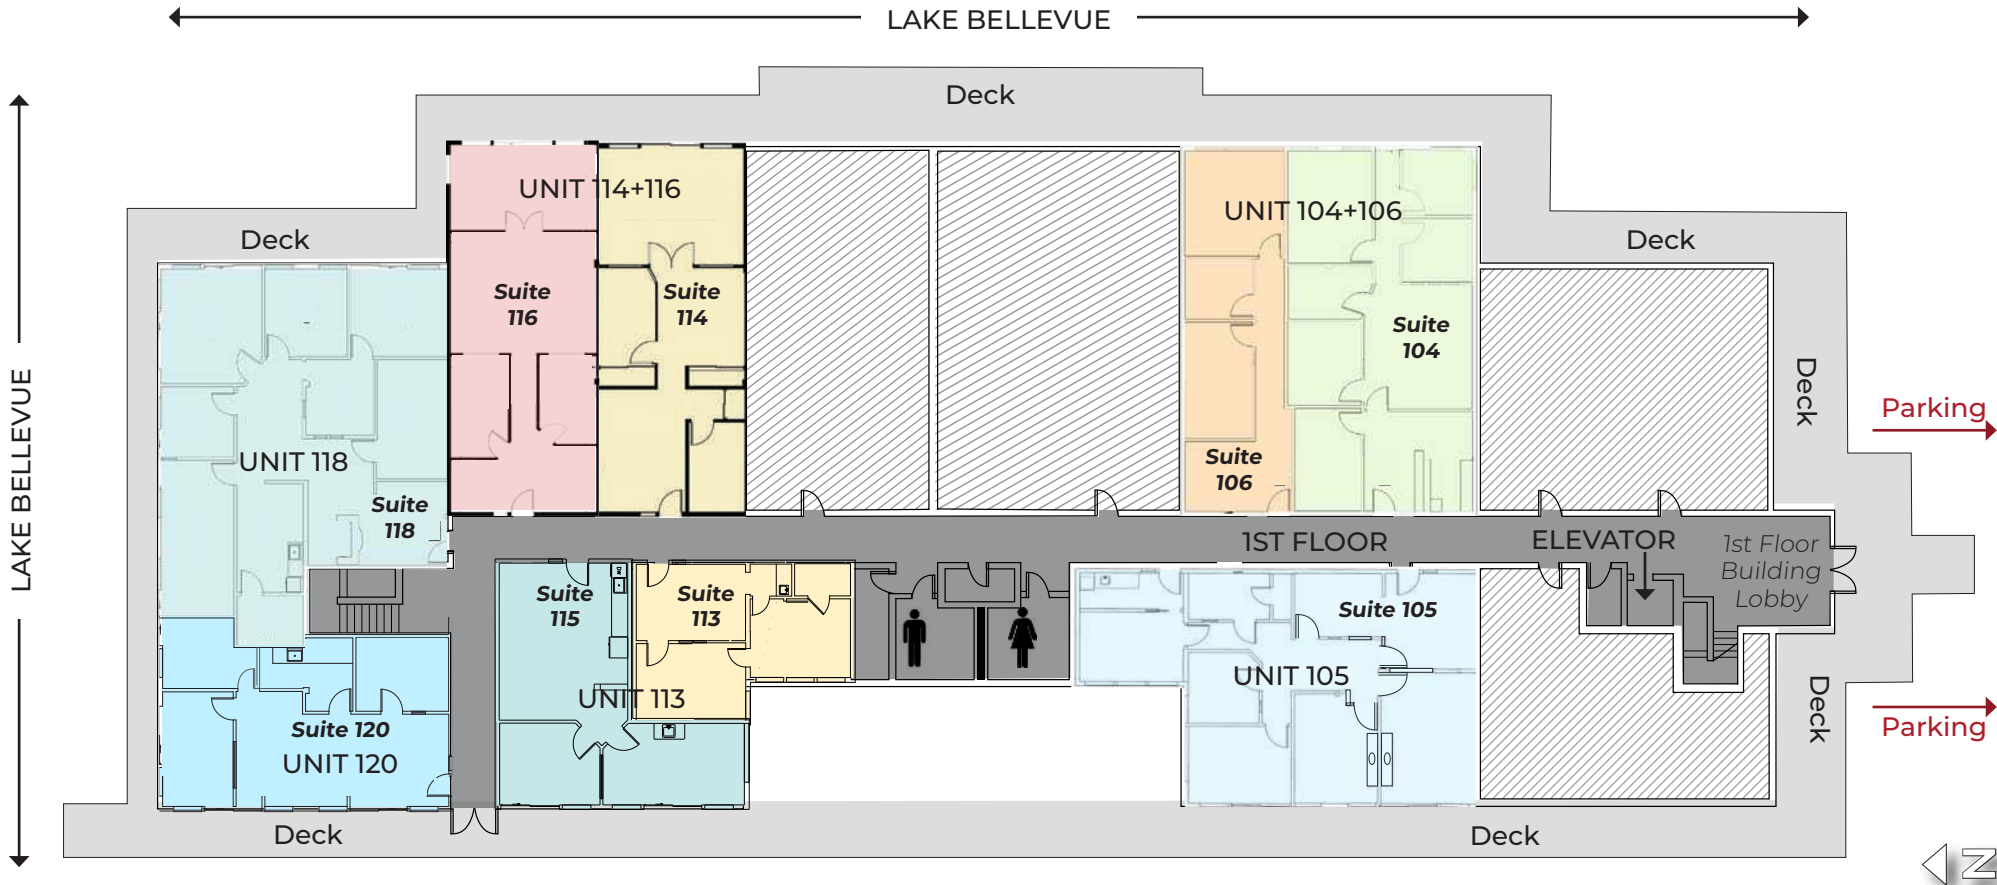 LAKE BELLEVUE
Deck
UNIT 114+116
UNIT 104+106
Deck
Deck
Suite
116
Suite
114
Suite
104
LAKE BELLEVUE
Deck
Parking
UNIT 118
Suite
106
Suite
118
1ST FLOOR
ELEVATOR
1st Floor
Building
Lobby
Suite
115
DW
Suite
113
Suite 105
UNIT 105
UNIT 113
Suite 120
UNIT 120
Deck
Parking
Deck
Deck
N